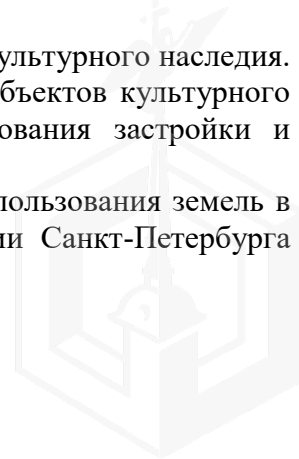 ультурного наследия.
бъектов культурного
ования застройки и
пользования земель в
ии Санкт-Петербурга